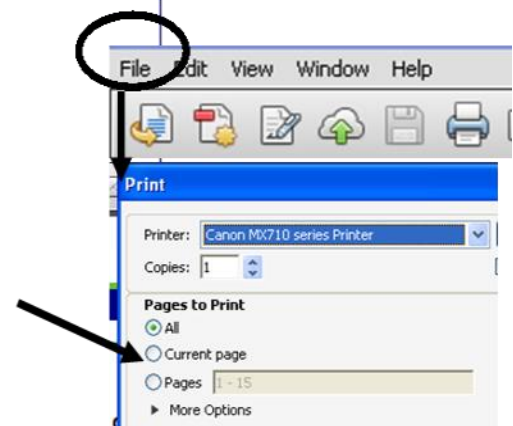 File Edit View Window Help
Print
Printer: Canon MX710 series Printer
Copies: 1
Pages to Print
All
Current page
Pages 1 - 15
More Options